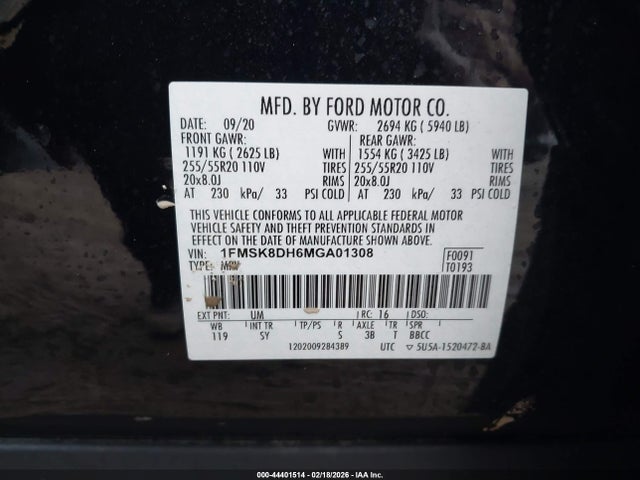 MFD. BY FORD MOTOR CO.
DATE: 09/20 GVWR: 2694 KG ( 5940 LB)
FRONT GAWR: REAR GAWR:
1191 KG ( 2625 LB) WITH 1554 KG ( 3425 LB) WITH
255/55R20 110V TIRES 255/55R20 110V TIRES
20x8.0J RIMS 20x8.0J RIMS
AT 230 kPa/ 33 PSI COLD AT 230 kPa/ 33 PSI COLD
THIS VEHICLE CONFORMS TO ALL APPLICABLE FEDERAL MOTOR
VEHICLE SAFETY AND THEFT PREVENTION STANDARDS IN
EFFECT ON THE DATE OF MANUFACTURE SHOWN ABOVE.
VIN: 1FMSK8DH6MGA01308 F0091
TYPE: MPV T0193
EXT PNT: UM RC: 16 DSO:
WB INT TR TP/PS R AXLE TR SPR
119 SY S 3B T BBCC
1202009284389 UTC ▽ 5U5A-1520472-BA
000-44401514 - 02/18/2026 - IAA Inc.